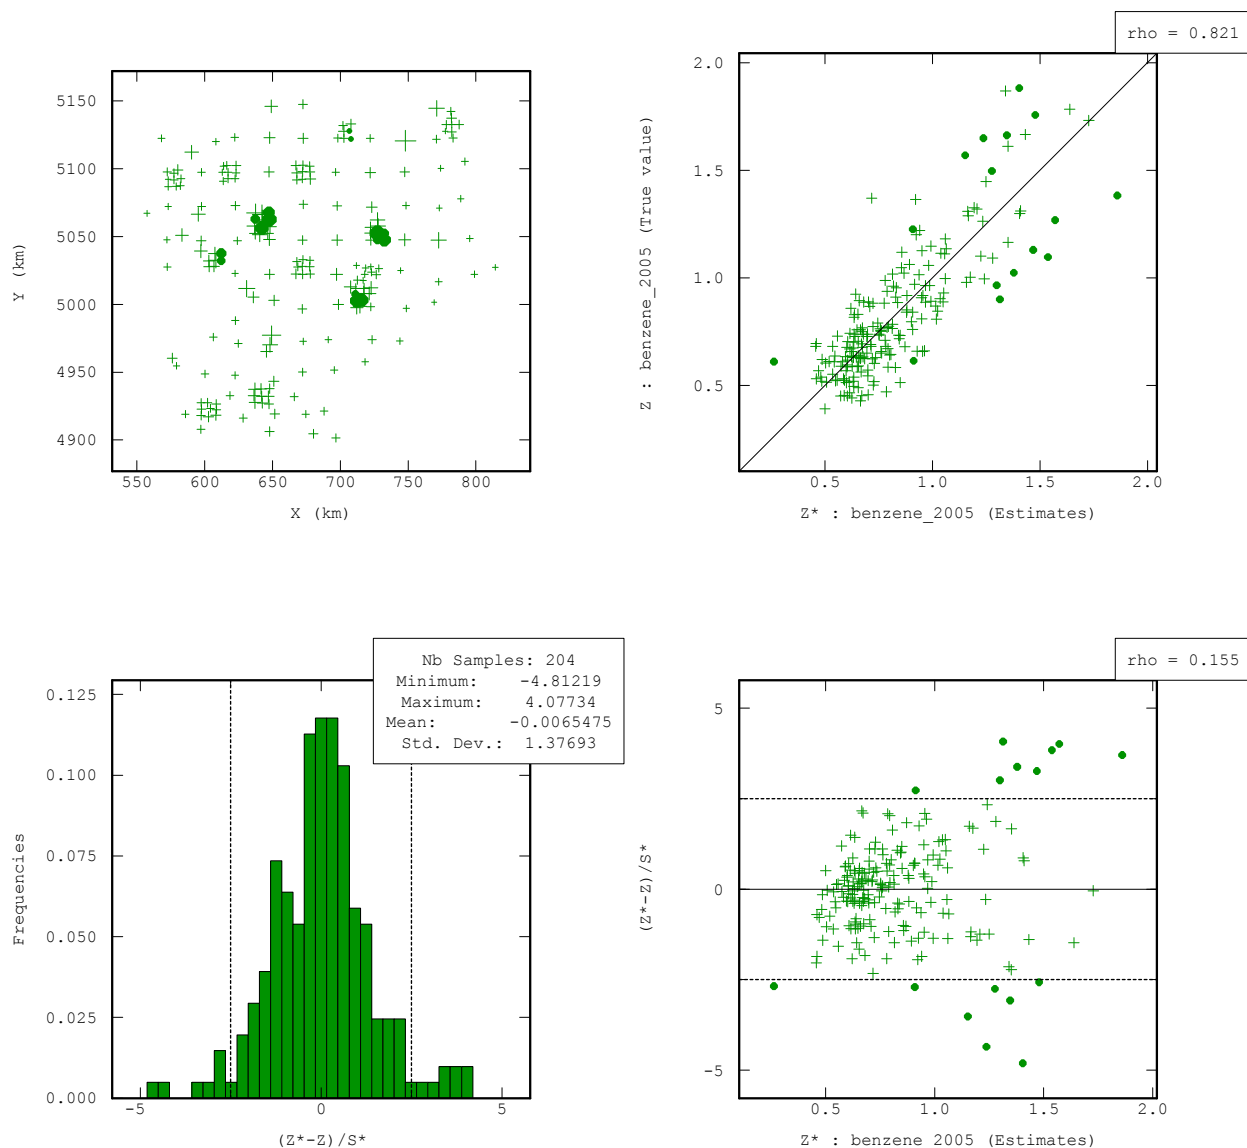 rho = 0.821
5150
5100
5050
5000
4950
4900
Y (km)
550
600
650
700
750
800
X (km)
2.0
1.5
1.0
0.5
Z : benzene_2005 (True value)
0.5
1.0
1.5
2.0
Z* : benzene_2005 (Estimates)
Nb Samples: 204
Minimum: -4.81219
Maximum: 4.07734
Mean: -0.0065475
Std. Dev.: 1.37693
0.125
0.100
0.075
0.050
0.025
0.000
Frequencies
-5
0
5
(Z*-Z)/S*
rho = 0.155
5
0
-5
(Z*-Z)/S*
0.5
1.0
1.5
2.0
Z* : benzene 2005 (Estimates)